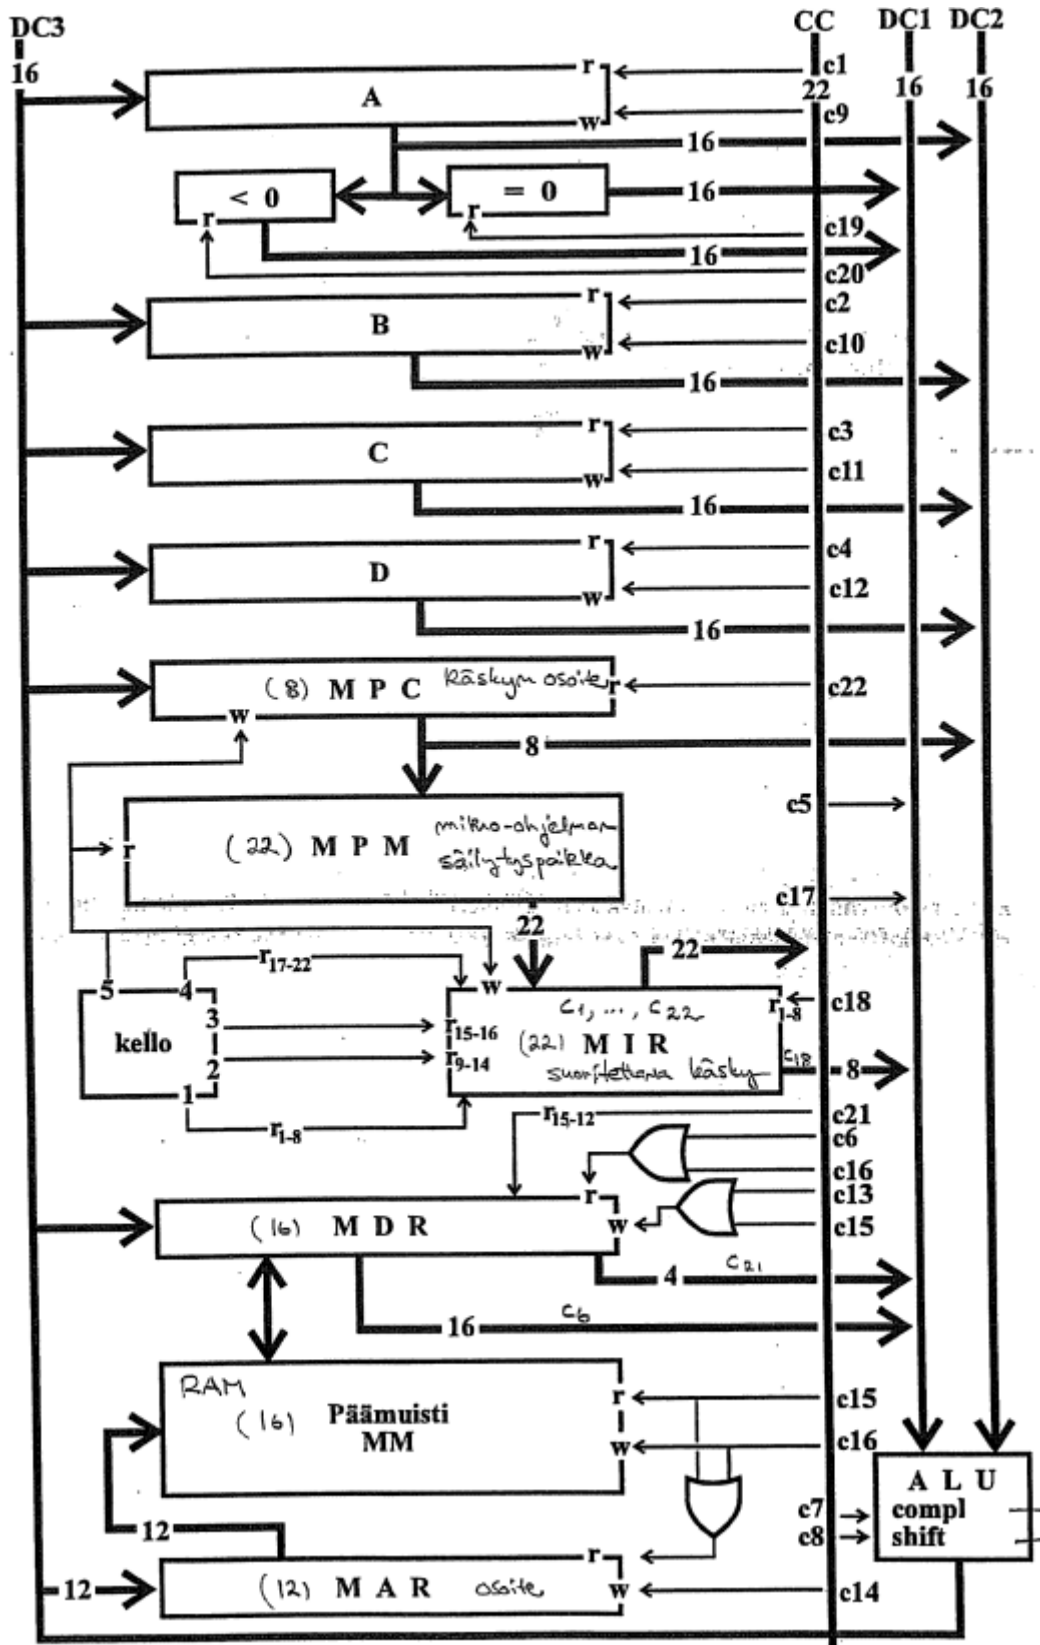 DC3 CC DC1 DC2
16 r c1
A 22 16 16
w c9
16
< 0 = 0 16
r r c19
16
c20
r c2
B
w c10
16
r c3
C
w c11
16
r c4
D
w c12
16
(8) M P C käskyn osoite r c22
w
8
c5
(22) M P M mikro-ohjelman
r säilytyspaikka
c17
22
r17-22 22
5 4 w
c1, ..., c22 r1-8 c18
3 r15-16
kello (22) M I R
2 r9-14 suoritettava käsky c18 8
1
r1-8 r15-12 c21
c6
c16
r c13
(16) M D R w c15
4 c21
16 c6
RAM r c15
(16) Päämuisti
MM w c16
A L U
c7 compl
12 c8 shift
r
12 (12) M A R osoite w c14